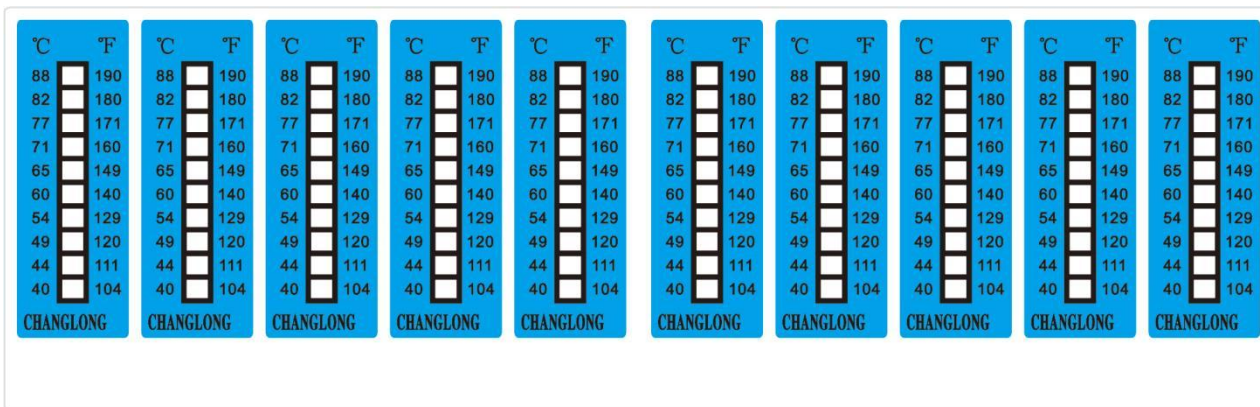 ℃ ℉ ℃ ℉ ℃ ℉ ℃ ℉ ℃ ℉ ℃ ℉ ℃ ℉ ℃ ℉ ℃ ℉ ℃ ℉
88 190 88 190 88 190 88 190 88 190 88 190 88 190 88 190 88 190 88 190
82 180 82 180 82 180 82 180 82 180 82 180 82 180 82 180 82 180 82 180
77 171 77 171 77 171 77 171 77 171 77 171 77 171 77 171 77 171 77 171
71 160 71 160 71 160 71 160 71 160 71 160 71 160 71 160 71 160 71 160
65 149 65 149 65 149 65 149 65 149 65 149 65 149 65 149 65 149 65 149
60 140 60 140 60 140 60 140 60 140 60 140 60 140 60 140 60 140 60 140
54 129 54 129 54 129 54 129 54 129 54 129 54 129 54 129 54 129 54 129
49 120 49 120 49 120 49 120 49 120 49 120 49 120 49 120 49 120 49 120
44 111 44 111 44 111 44 111 44 111 44 111 44 111 44 111 44 111 44 111
40 104 40 104 40 104 40 104 40 104 40 104 40 104 40 104 40 104 40 104
CHANGLONG CHANGLONG CHANGLONG CHANGLONG CHANGLONG CHANGLONG CHANGLONG CHANGLONG CHANGLONG CHANGLONG